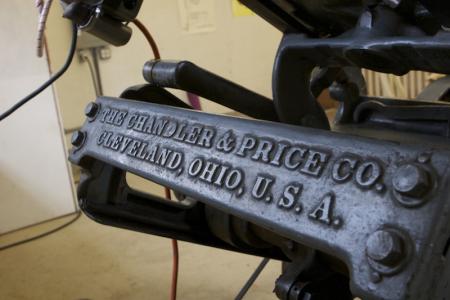 THE CHANDLER & PRICE CO.
CLEVELAND, OHIO, U. S. A.